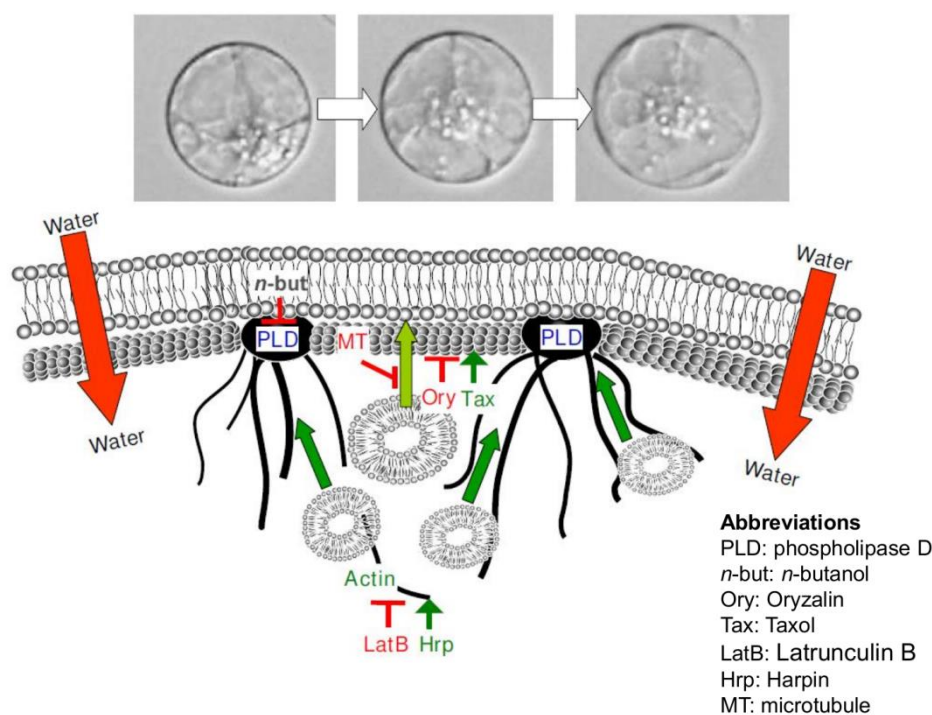 Water
Water
n-but
PLD
PLD
MT
Ory Tax
Water
Water
Actin
LatB Hrp
Abbreviations
PLD: phospholipase D
n-but: n-butanol
Ory: Oryzalin
Tax: Taxol
LatB: Latrunculin B
Hrp: Harpin
MT: microtubule